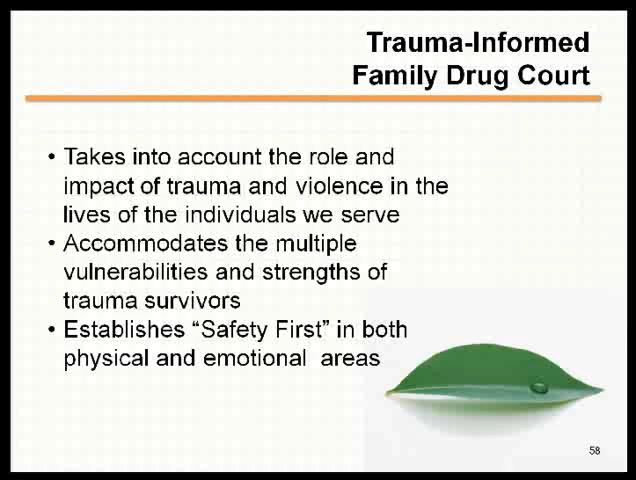 Trauma-Informed
Family Drug Court
• Takes into account the role and
impact of trauma and violence in the
lives of the individuals we serve
• Accommodates the multiple
vulnerabilities and strengths of
trauma survivors
• Establishes “Safety First” in both
physical and emotional  areas
58